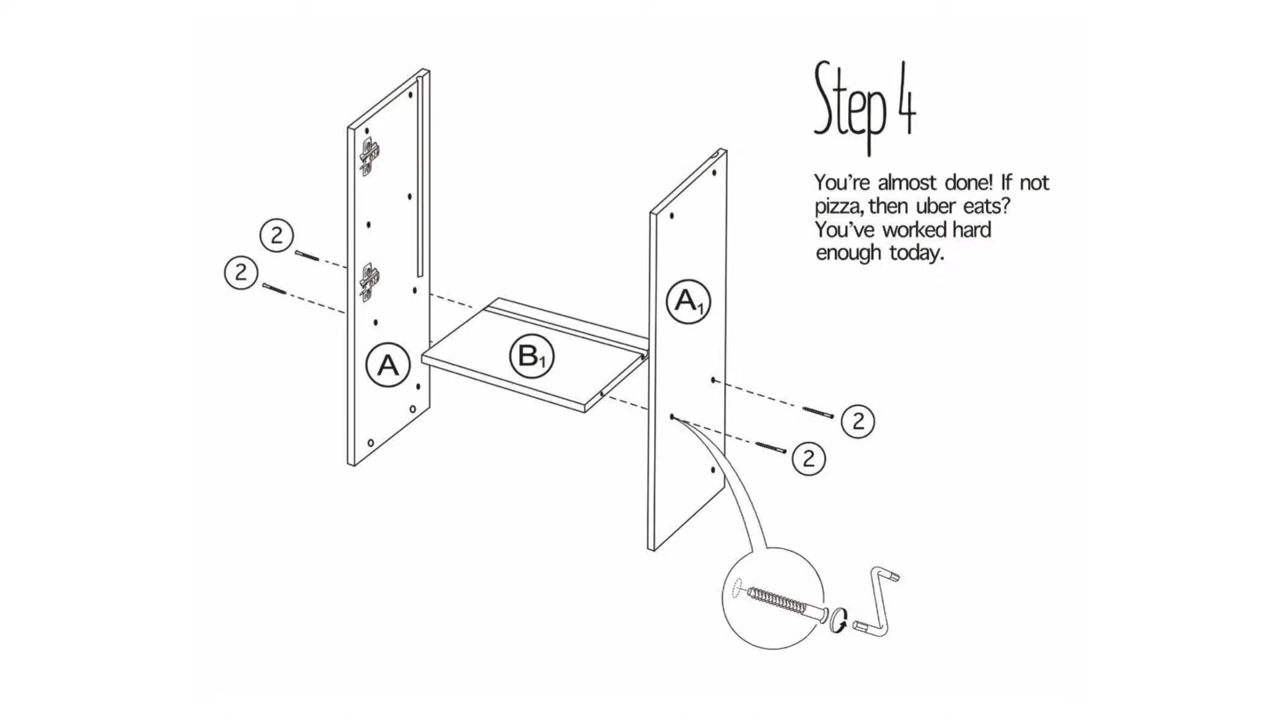 Step 4
You're almost done! If not
pizza, then uber eats?
You've worked hard
enough today.
2
2
A
B1
A1
2
2